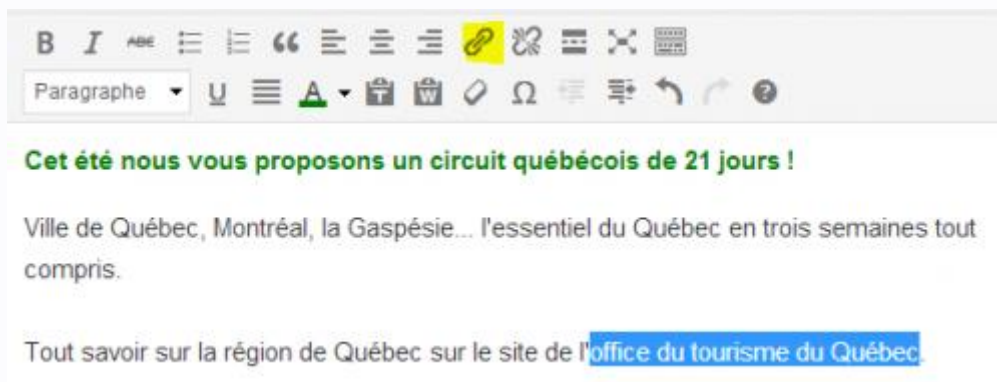 B I ABC
Paragraphe U A T W Ω ?
Cet été nous vous proposons un circuit québécois de 21 jours !
Ville de Québec, Montréal, la Gaspésie... l'essentiel du Québec en trois semaines tout
compris.
Tout savoir sur la région de Québec sur le site de l'office du tourisme du Québec.